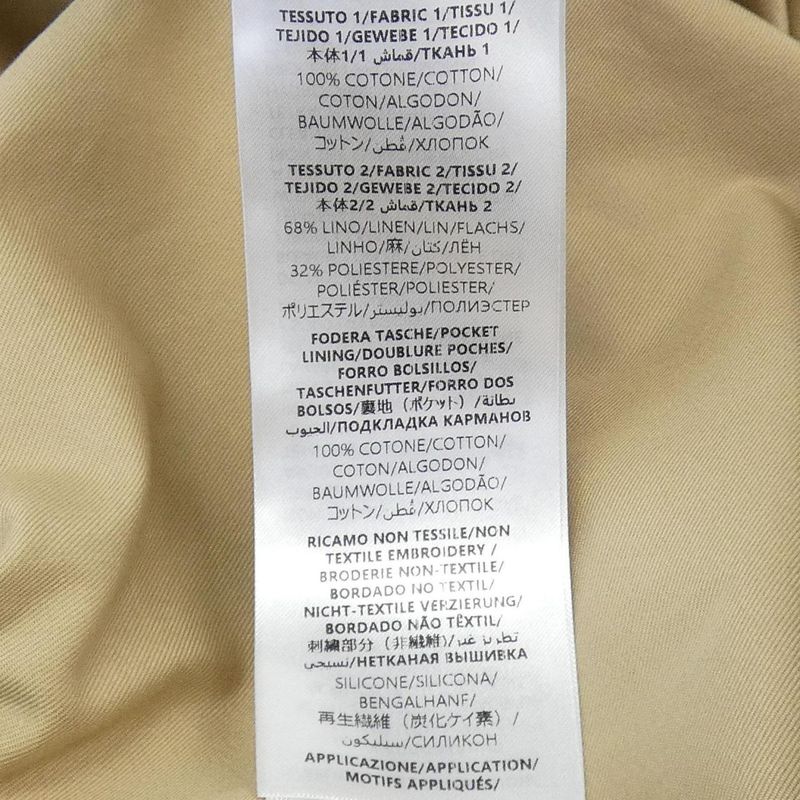 TESSUTO 1/FABRIC 1/TISSU 1/
TEJIDO 1/GEWEBE 1/TECIDO 1/
本体1/قماش 1/ТКАНЬ 1
100% COTONE/COTTON/
COTON/ALGODON/
BAUMWOLLE/ALGODÃO/
コットン/قُطن/ХЛОПОК
TESSUTO 2/FABRIC 2/TISSU 2/
TEJIDO 2/GEWEBE 2/TECIDO 2/
本体2/قماش 2/ТКАНЬ 2
68% LINO/LINEN/LIN/FLACHS/
LINHO/麻/كتان/ЛЁН
32% POLIESTERE/POLYESTER/
POLIÉSTER/POLIÉSTER/
ポリエステル/بوليستر/ПОЛИЭСТЕР
FODERA TASCHE/POCKET
LINING/DOUBLURE POCHES/
FORRO BOLSILLOS/
TASCHENFUTTER/FORRO DOS
BOLSOS/裏地（ポケット）/بطانة
الجيوب/ПОДКЛАДКА КАРМАНОВ
100% COTONE/COTTON/
COTON/ALGODON/
BAUMWOLLE/ALGODÃO/
コットン/قُطن/ХЛОПОК
RICAMO NON TESSILE/NON
TEXTILE EMBROIDERY /
BRODERIE NON-TEXTILE/
BORDADO NO TEXTIL/
NICHT-TEXTILE VERZIERUNG/
BORDADO NÃO TÊXTIL/
刺繍部分（非繊維）/تطريز غير
نسيجي/НЕТКАНАЯ ВЫШИВКА
SILICONE/SILICONA/
BENGALHANF/
再生繊維（炭化ケイ素）/
سيليكون/СИЛИКОН
APPLICAZIONE/APPLICATION/
MOTIFS APPLIQUÉS/